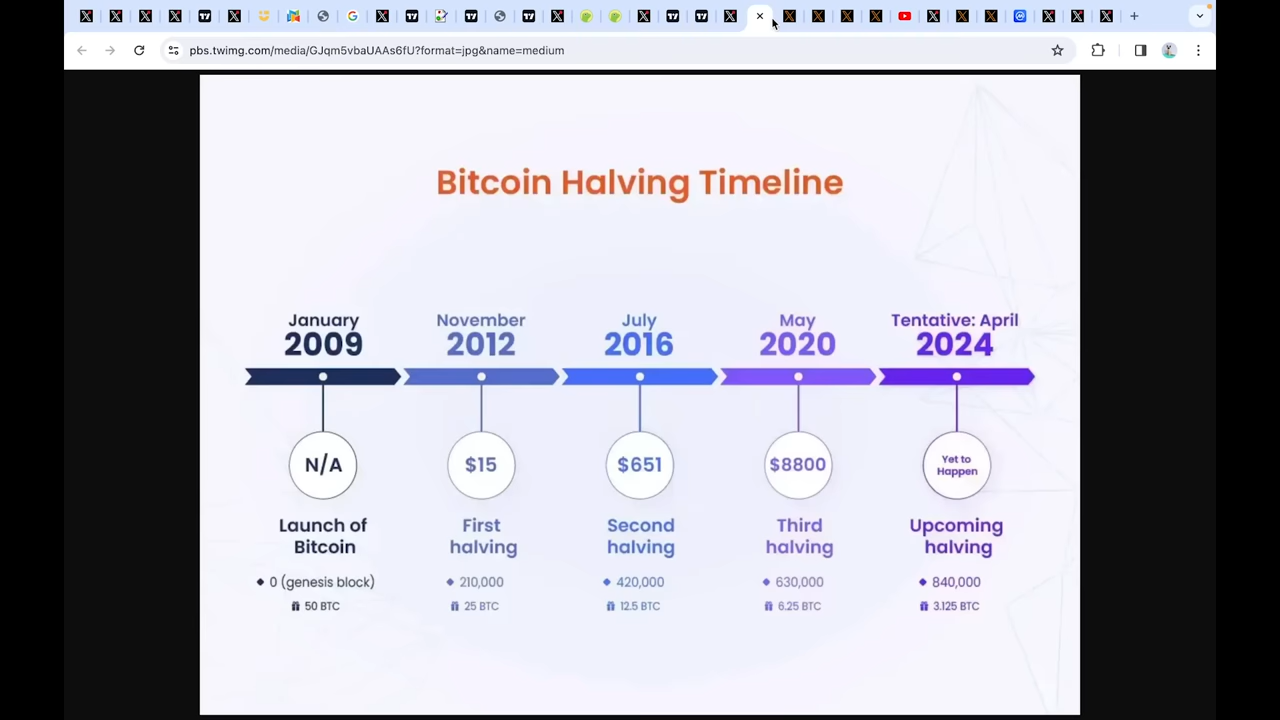 pbs.twimg.com/media/GJqm5vbaUAAs6fU?format=jpg&name=medium
Bitcoin Halving Timeline
January
2009
November
2012
July
2016
May
2020
Tentative: April
2024
N/A
$15
$651
$8800
Yet to
Happen
Launch of
Bitcoin
First
halving
Second
halving
Third
halving
Upcoming
halving
0 (genesis block)
210,000
420,000
630,000
840,000
50 BTC
25 BTC
12.5 BTC
6.25 BTC
3.125 BTC